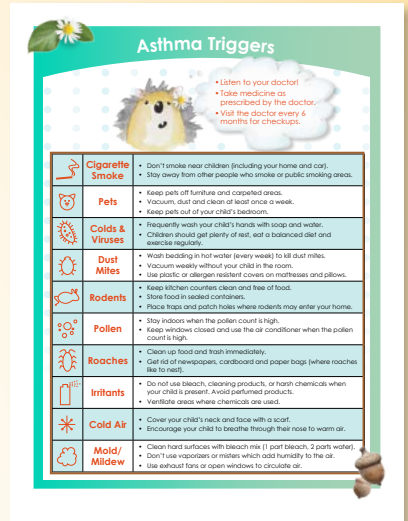 Asthma Triggers
• Listen to your doctor!
• Take medicine as
prescribed by the doctor.
• Visit the doctor every 6
months for checkups.
Cigarette
Smoke
• Don't smoke near children (including your home and car).
• Stay away from other people who smoke or public smoking areas.
Pets
• Keep pets off furniture and carpeted areas.
• Vacuum, dust and clean at least once a week.
• Keep pets out of your child's bedroom.
Colds &
Viruses
• Frequently wash your child's hands with soap and water.
• Children should get plenty of rest, eat a balanced diet and
exercise regularly.
Dust
Mites
• Wash bedding in hot water (every week) to kill dust mites.
• Vacuum weekly without your child in the room.
• Use plastic or allergen resistent covers on mattresses and pillows.
Rodents
• Keep kitchen counters clean and free of food.
• Store food in sealed containers.
• Place traps and patch holes where rodents may enter your home.
Pollen
• Stay indoors when the pollen count is high.
• Keep windows closed and use the air conditioner when the pollen
count is high.
Roaches
• Clean up food and trash immediately.
• Get rid of newspapers, cardboard and paper bags (where roaches
like to nest).
Irritants
• Do not use bleach, cleaning products, or harsh chemicals when
your child is present. Avoid perfumed products.
• Ventilate areas where chemicals are used.
Cold Air
• Cover your child's neck and face with a scarf.
• Encourage your child to breathe through their nose to warm air.
Mold/
Mildew
• Clean hard surfaces with bleach mix (1 part bleach, 2 parts water).
• Don't use vaporizers or misters which add humidity to the air.
• Use exhaust fans or open windows to circulate air.